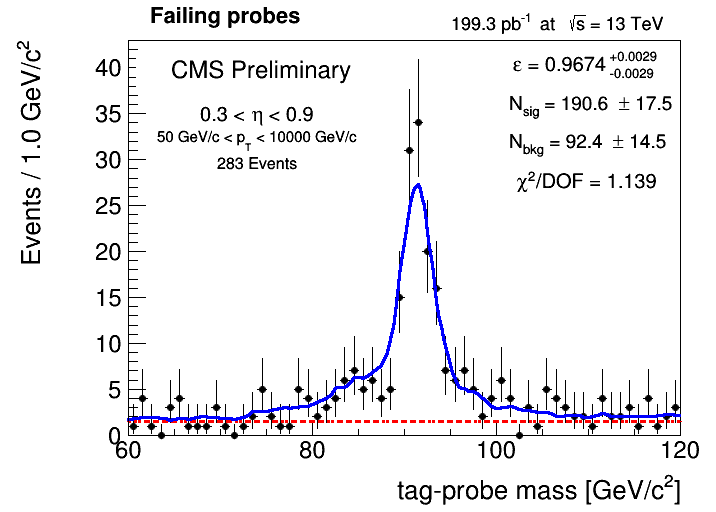 Failing probes
199.3 pb⁻¹ at √s = 13 TeV
CMS Preliminary
ε = 0.9674 +0.0029 -0.0029
0.3 < η < 0.9
50 GeV/c < p_T < 10000 GeV/c
283 Events
N_sig = 190.6 ± 17.5
N_bkg = 92.4 ± 14.5
χ²/DOF = 1.139
Events / 1.0 GeV/c²
40
35
30
25
20
15
10
5
0
60 80 100 120
tag-probe mass [GeV/c²]